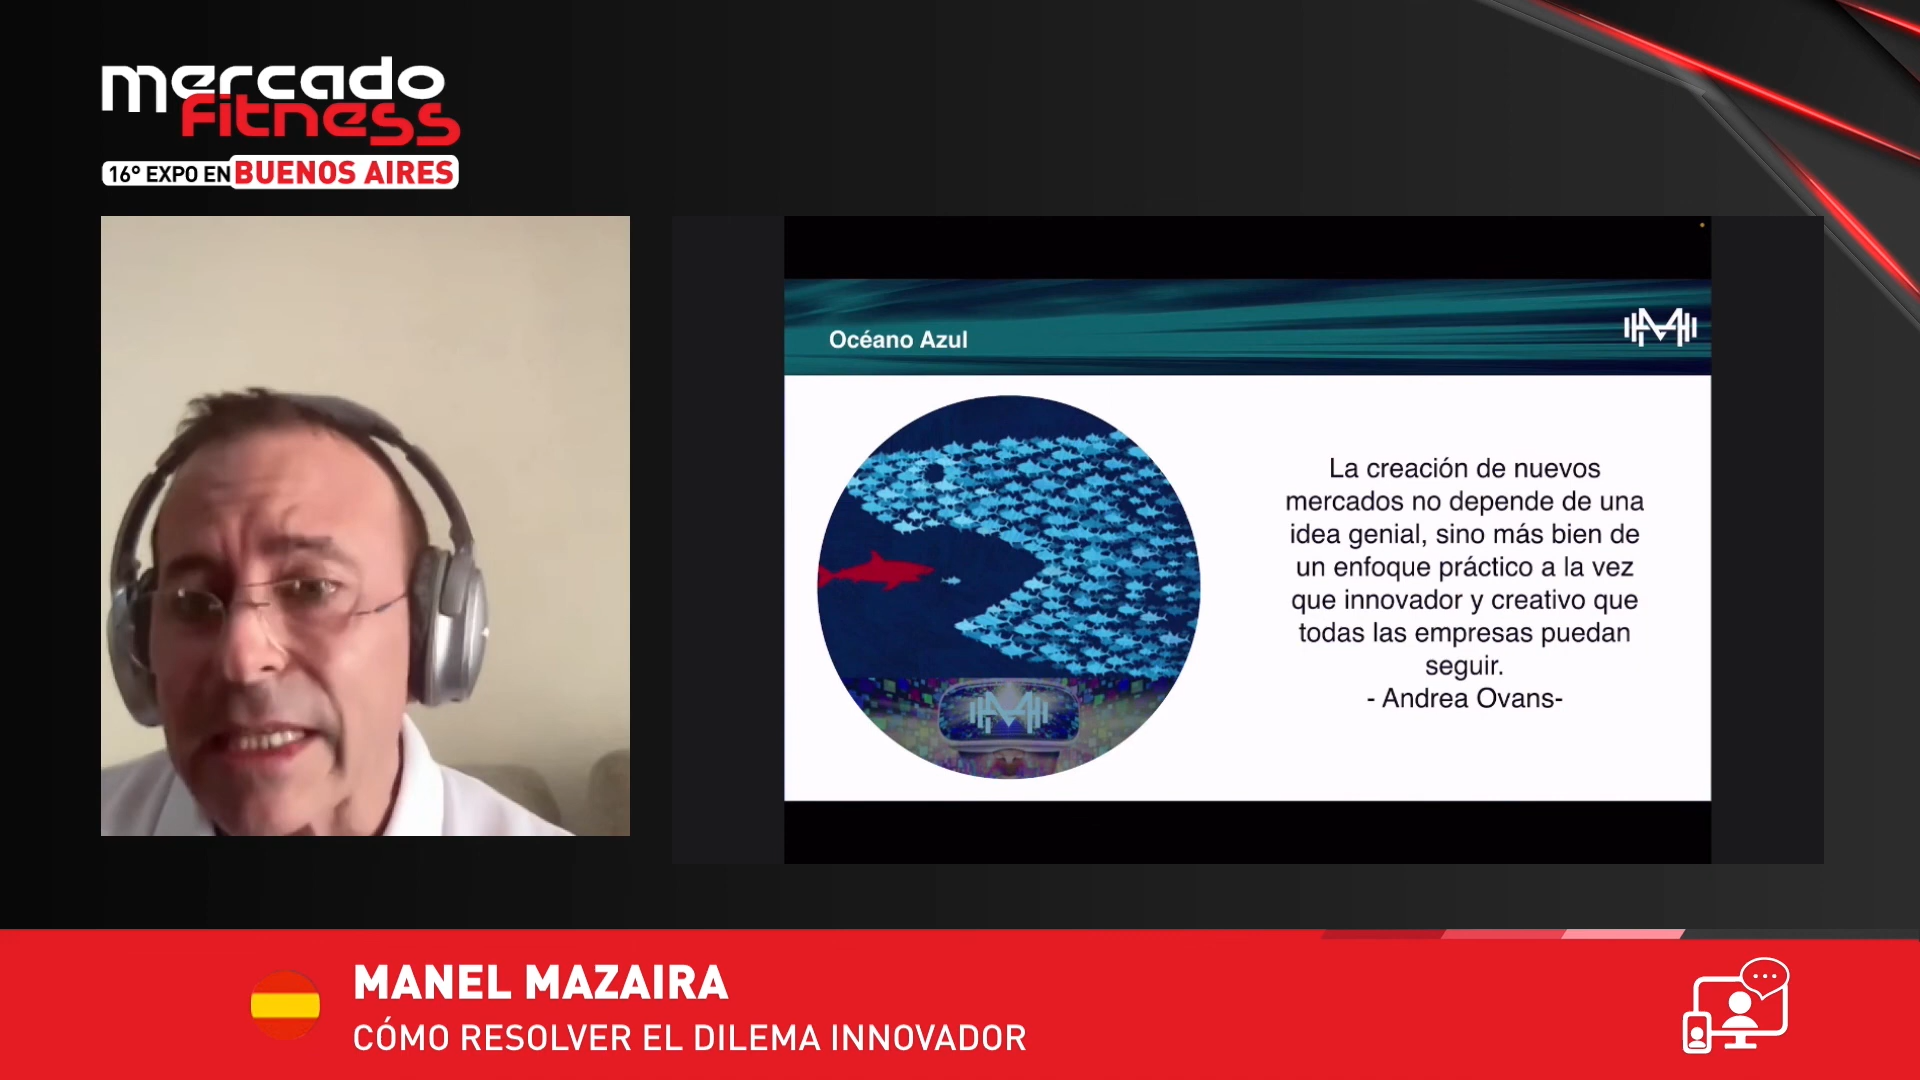 mercado
fitness
16º EXPO EN BUENOS AIRES
Océano Azul
La creación de nuevos
mercados no depende de una
idea genial, sino más bien de
un enfoque práctico a la vez
que innovador y creativo que
todas las empresas puedan
seguir.
- Andrea Ovans-
MANEL MAZAIRA
CÓMO RESOLVER EL DILEMA INNOVADOR